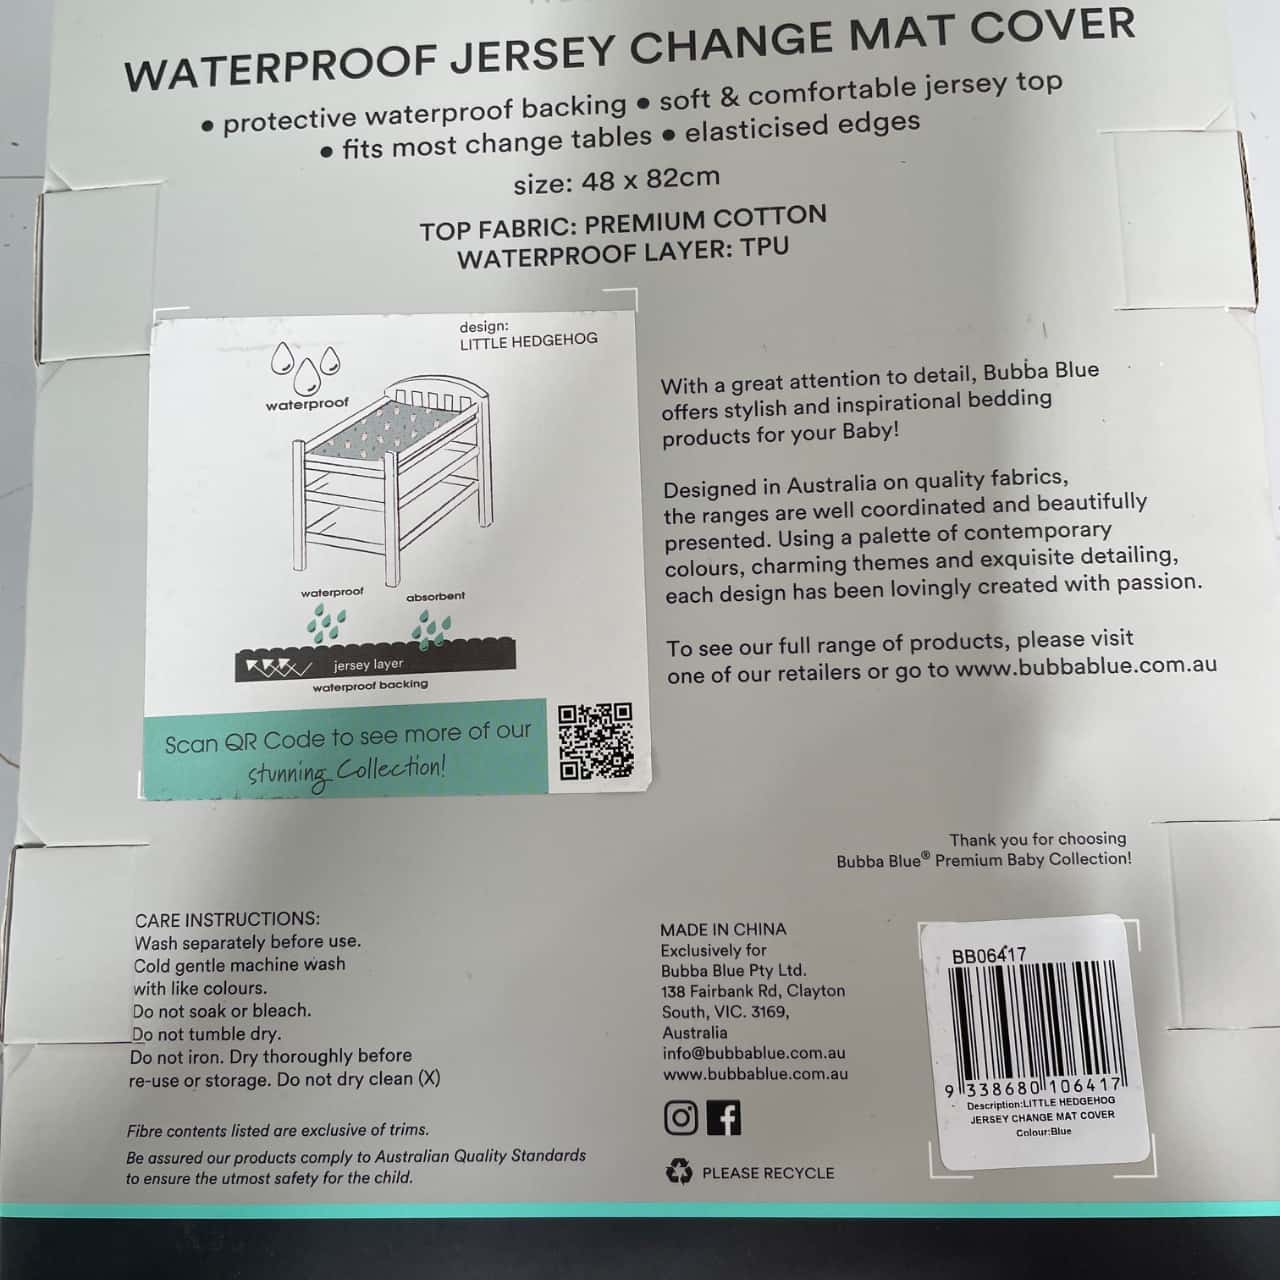 WATERPROOF JERSEY CHANGE MAT COVER
• protective waterproof backing • soft & comfortable jersey top
• fits most change tables • elasticised edges
size: 48 x 82cm
TOP FABRIC: PREMIUM COTTON
WATERPROOF LAYER: TPU
design:
LITTLE HEDGEHOG
waterproof
waterproof
absorbent
jersey layer
waterproof backing
Scan QR Code to see more of our
stunning Collection!
With a great attention to detail, Bubba Blue
offers stylish and inspirational bedding
products for your Baby!
Designed in Australia on quality fabrics,
the ranges are well coordinated and beautifully
presented. Using a palette of contemporary
colours, charming themes and exquisite detailing,
each design has been lovingly created with passion.
To see our full range of products, please visit
one of our retailers or go to www.bubbablue.com.au
Thank you for choosing
Bubba Blue® Premium Baby Collection!
CARE INSTRUCTIONS:
Wash separately before use.
Cold gentle machine wash
with like colours.
Do not soak or bleach.
Do not tumble dry.
Do not iron. Dry thoroughly before
re-use or storage. Do not dry clean (X)
Fibre contents listed are exclusive of trims.
Be assured our products comply to Australian Quality Standards
to ensure the utmost safety for the child.
MADE IN CHINA
Exclusively for
Bubba Blue Pty Ltd.
138 Fairbank Rd, Clayton
South, VIC. 3169,
Australia
info@bubbablue.com.au
www.bubbablue.com.au
PLEASE RECYCLE
BB06417
9 338680 106417
Description:LITTLE HEDGEHOG
JERSEY CHANGE MAT COVER
Colour:Blue